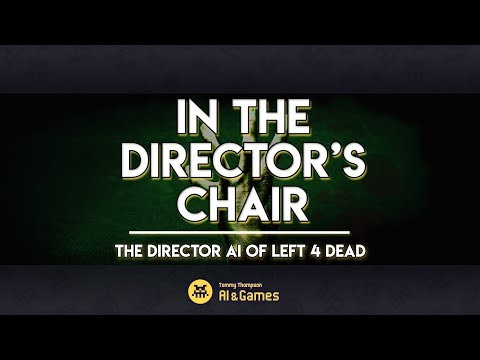 IN THE
DIRECTOR'S
CHAIR
THE DIRECTOR AI OF LEFT 4 DEAD
Tommy Thompson
AI & Games